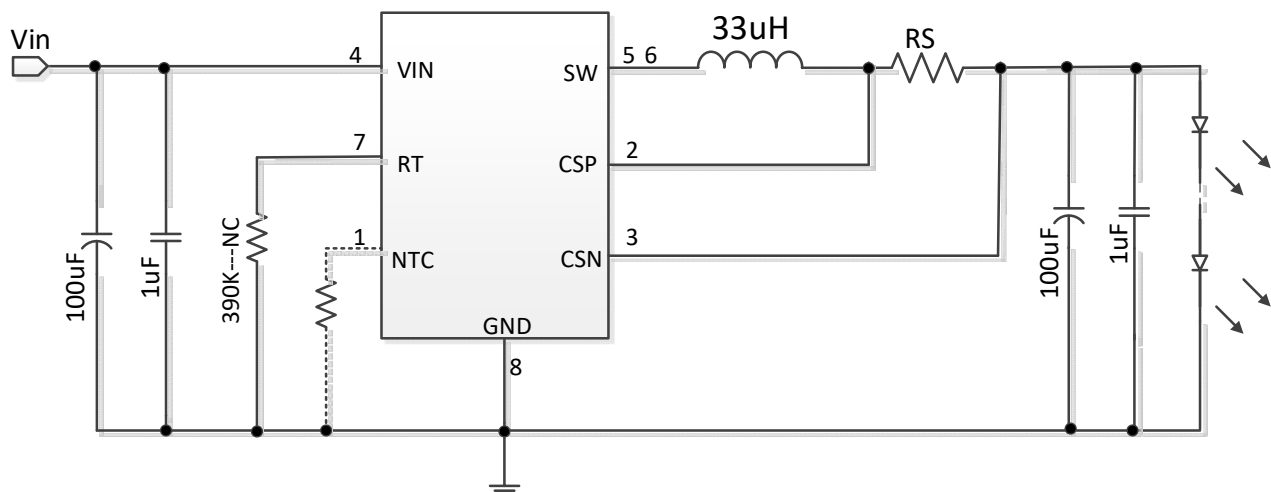 Vin
4
VIN
SW
5 6
33uH
RS
7
RT
CSP
2
1
NTC
CSN
3
GND
8
100uF
1uF
390K---NC
100uF
1uF